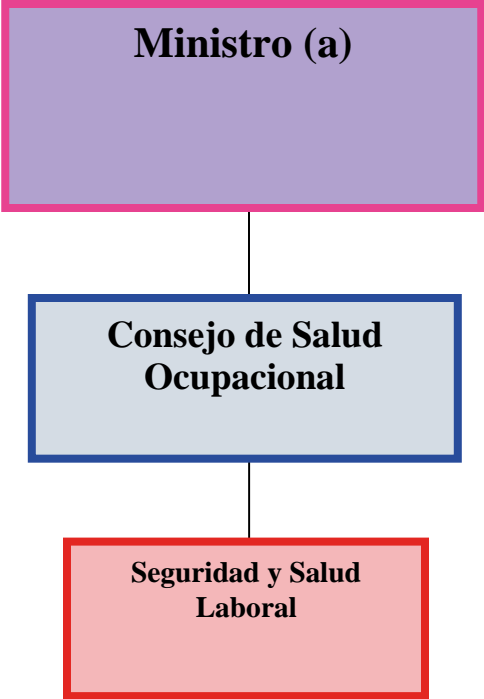 Ministro (a)
Consejo de Salud
Ocupacional
Seguridad y Salud
Laboral